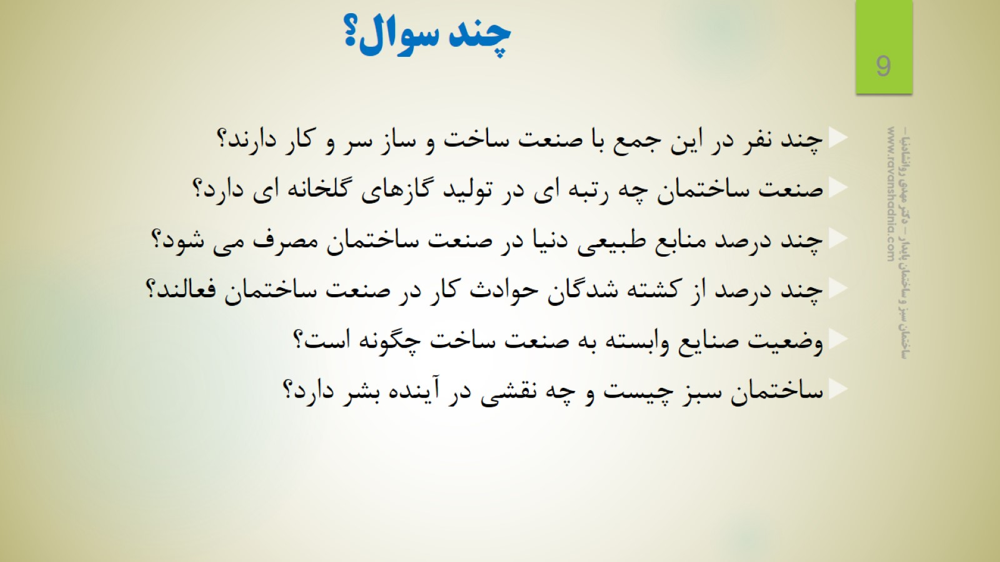 چند سوال؟
9
چند نفر در این جمع با صنعت ساخت و ساز سر و کار دارند؟
صنعت ساختمان چه رتبه ای در تولید گازهای گلخانه ای دارد؟
چند درصد منابع طبیعی دنیا در صنعت ساختمان مصرف می شود؟
چند درصد از کشته شدگان حوادث کار در صنعت ساختمان فعالند؟
وضعیت صنایع وابسته به صنعت ساخت چگونه است؟
ساختمان سبز چیست و چه نقشی در آینده بشر دارد؟
ساختمان سبز و ساختمان پایدار – دکتر مهدی روانشادنیا –
www.ravanshadnia.com